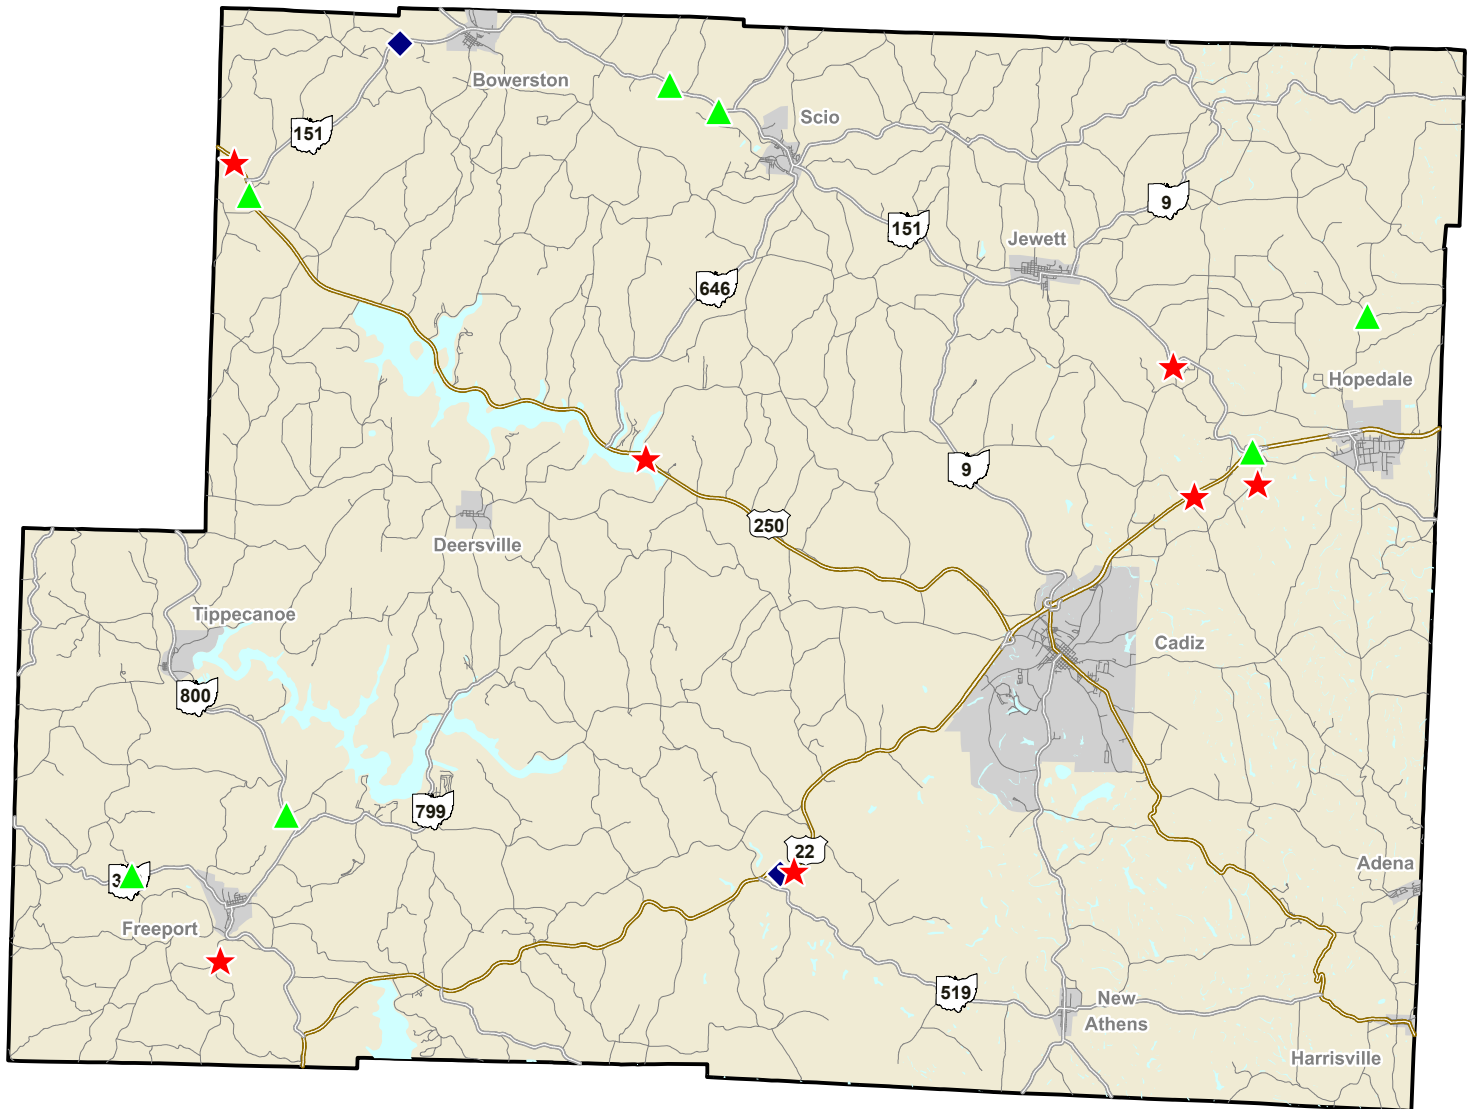 Bowerston
Scio
151
9
151
Jewett
646
Hopedale
9
250
Deersville
Tippecanoe
Cadiz
800
799
22
Adena
3
Freeport
519
New
Athens
Harrisville